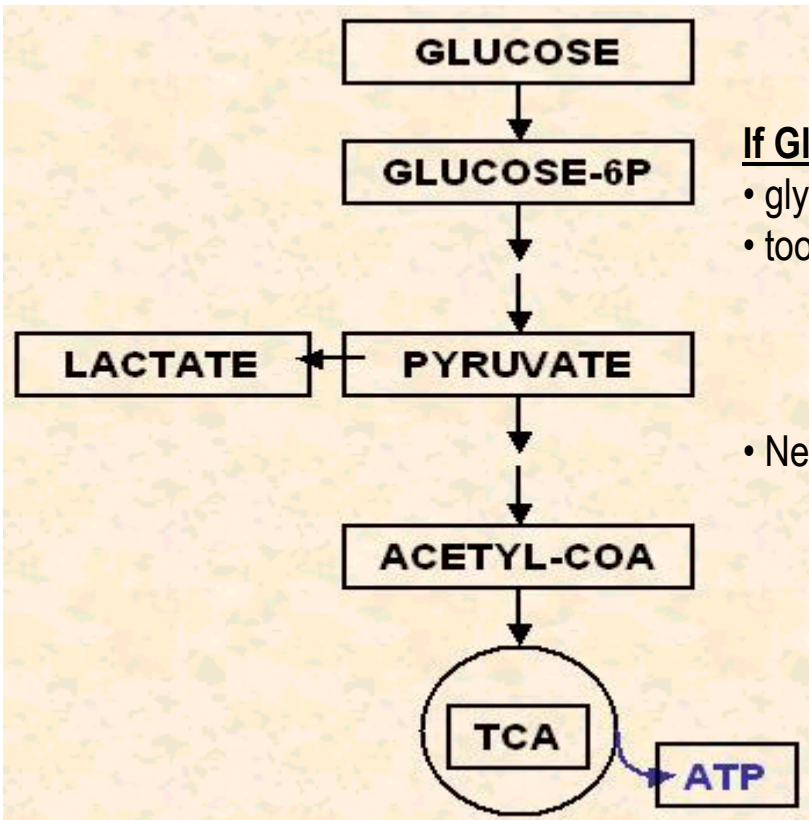 GLUCOSE
GLUCOSE-6P
If Gl
• gly
• too
LACTATE
PYRUVATE
• Ne
ACETYL-COA
TCA
ATP